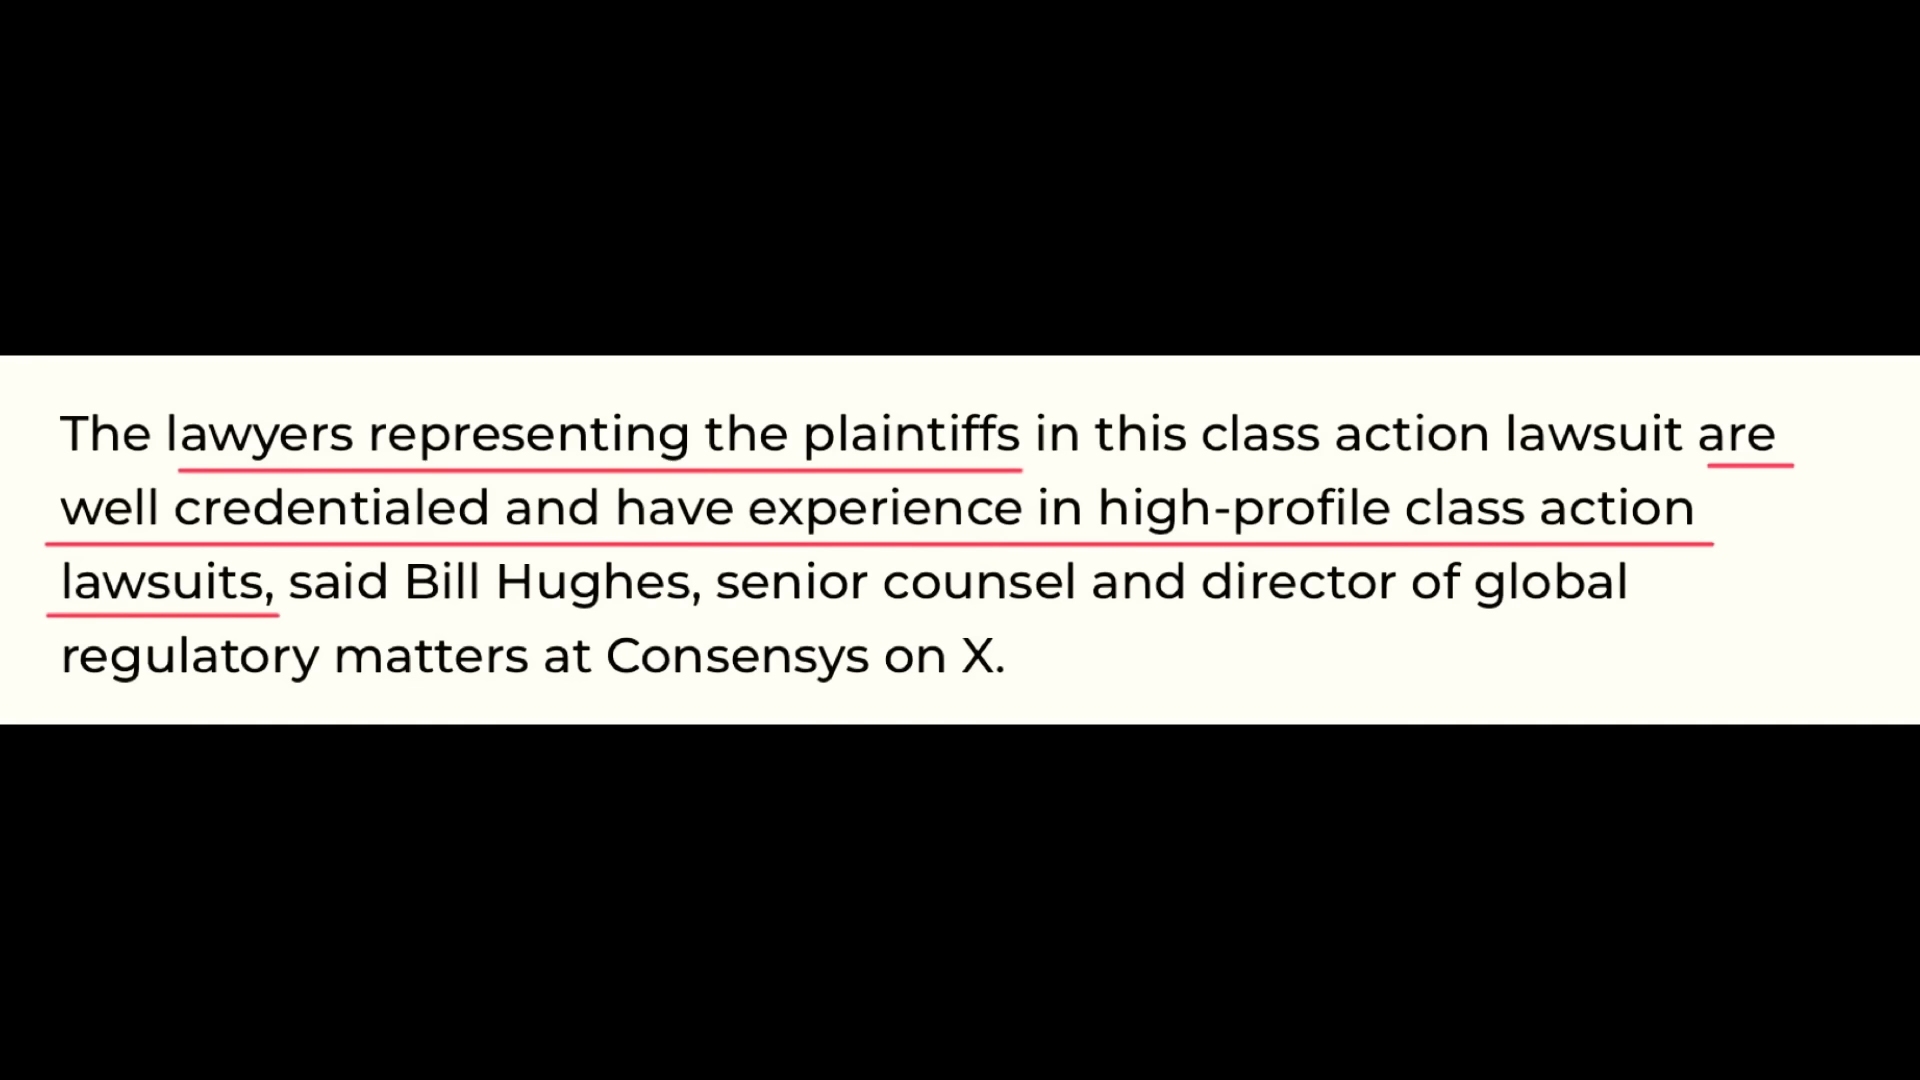 The lawyers representing the plaintiffs in this class action lawsuit are
well credentialed and have experience in high-profile class action
lawsuits, said Bill Hughes, senior counsel and director of global
regulatory matters at Consensys on X.